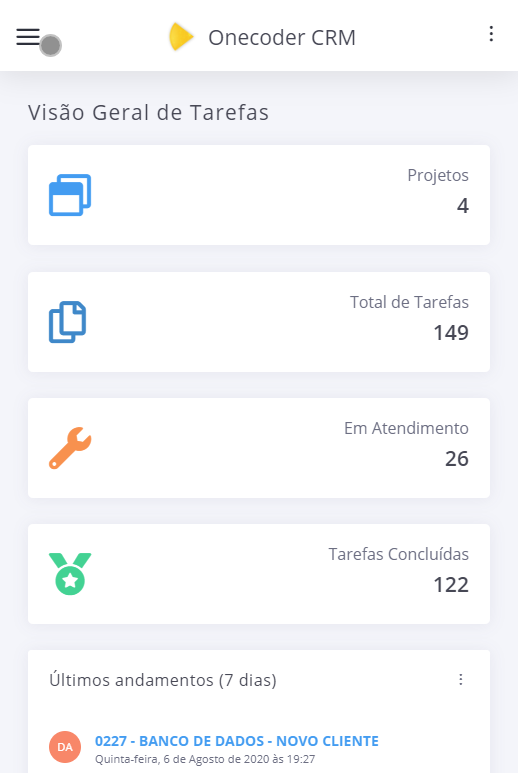 Onecoder CRM
Visão Geral de Tarefas
Projetos
4
Total de Tarefas
149
Em Atendimento
26
Tarefas Concluídas
122
Últimos andamentos (7 dias)
DA
0227 - BANCO DE DADOS - NOVO CLIENTE
Quinta-feira, 6 de Agosto de 2020 às 19:27